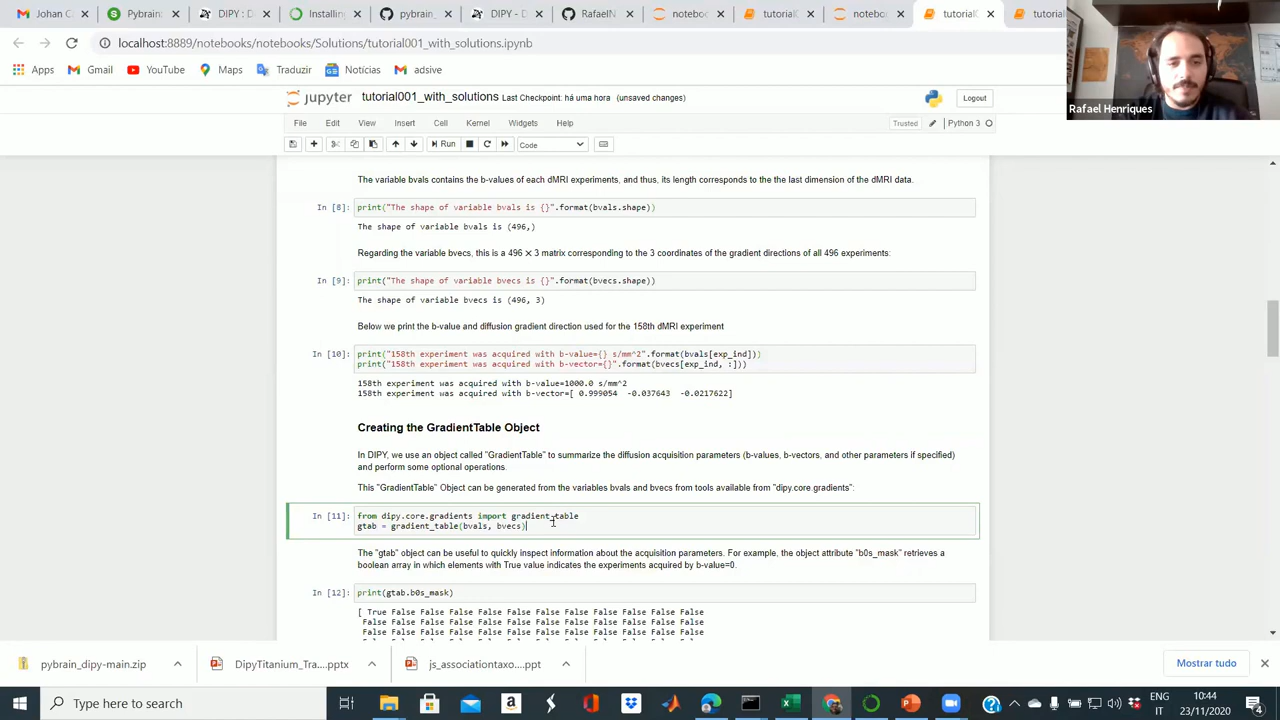 Johan C
Pybrain
DIPY : D
Installing
pybrain
DIPY –
RafaelN
notebo
tutorial
notebo
tutorial
tutoria
localhost:8889/notebooks/notebooks/Solutions/tutorial001_with_solutions.ipynb
Apps Gmail YouTube Maps Traduzir Notícias adsive
Rafael Henriques
jupyter tutorial001_with_solutions Last Checkpoint: há uma hora (unsaved changes) Logout
File Edit View Insert Cell Kernel Widgets Help Trusted Python 3
Run Code
The variable bvals contains the b-values of each dMRI experiments, and thus, its length corresponds to the the last dimension of the dMRI data.
In [8]: print("The shape of variable bvals is {}".format(bvals.shape))
The shape of variable bvals is (496,)
Regarding the variable bvecs, this is a 496 × 3 matrix corresponding to the 3 coordinates of the gradient directions of all 496 experiments:
In [9]: print("The shape of variable bvecs is {}".format(bvecs.shape))
The shape of variable bvecs is (496, 3)
Below we print the b-value and diffusion gradient direction used for the 158th dMRI experiment
In [10]: print("158th experiment was acquired with b-value={} s/mm^2".format(bvals[exp_ind]))
print("158th experiment was acquired with b-vector={}".format(bvecs[exp_ind, :]))
158th experiment was acquired with b-value=1000.0 s/mm^2
158th experiment was acquired with b-vector=[ 0.999054 -0.037643 -0.0217622]
Creating the GradientTable Object
In DIPY, we use an object called "GradientTable" to summarize the diffusion acquisition parameters (b-values, b-vectors, and other parameters if specified)
and perform some optional operations.
This "GradientTable" Object can be generated from the variables bvals and bvecs from tools available from "dipy.core.gradients":
In [11]: from dipy.core.gradients import gradient_table
gtab = gradient_table(bvals, bvecs)
The "gtab" object can be useful to quickly inspect information about the acquisition parameters. For example, the object attribute "b0s_mask" retrieves a
boolean array in which elements with True value indicates the experiments acquired by b-value=0.
In [12]: print(gtab.b0s_mask)
[ True False False False False False False False False False False False
False False False False False False False False False False False False
False False False False False False False False False False False False
pybrain_dipy-main.zip DipyTitanium_Tra....pptx js_associationtaxo....ppt Mostrar tudo
Type here to search
ENG
IT
10:44
23/11/2020
4